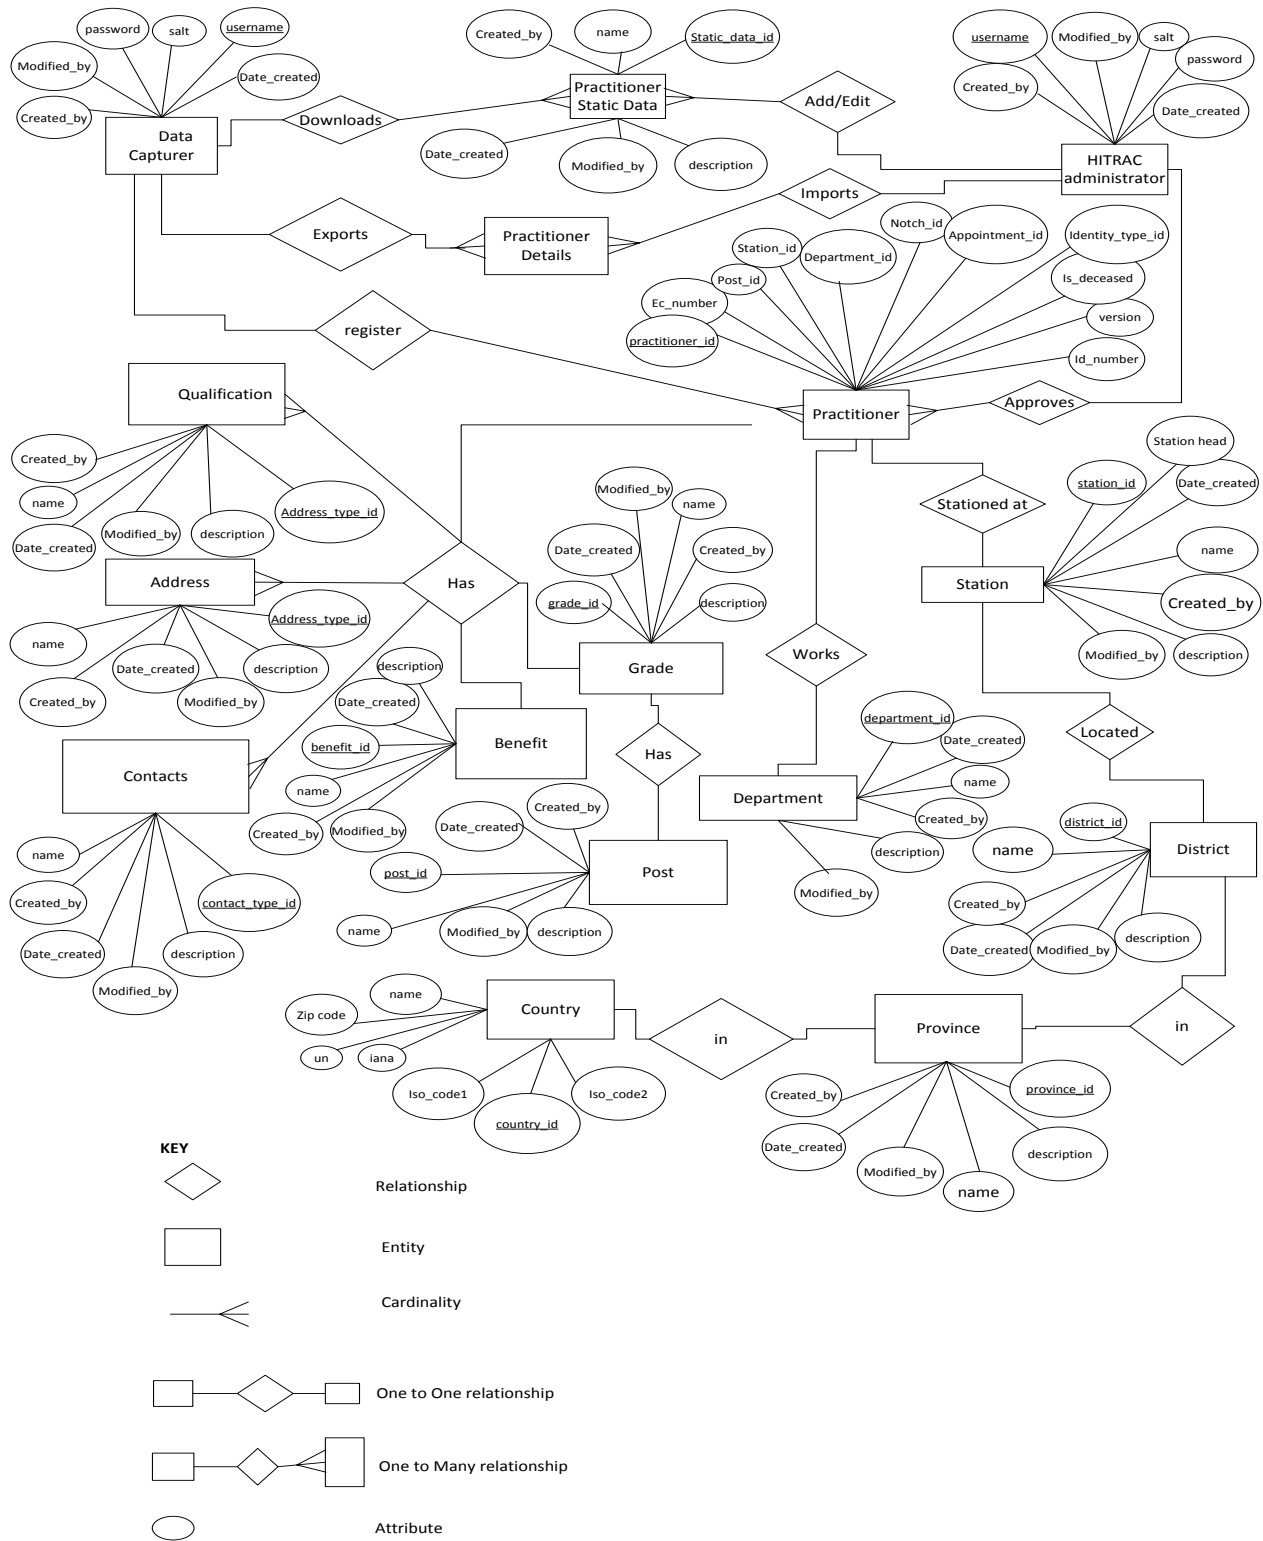 password
salt
username
Modified_by
Date_created
Created_by
Data
Capturer
Downloads
Created_by
name
Static_data_id
Practitioner
Static Data
Date_created
Modified_by
description
Add/Edit
username
Modified_by
salt
password
Created_by
Date_created
HITRAC
administrator
Imports
Exports
Practitioner
Details
register
Notch_id
Station_id
Department_id
Appointment_id
Identity_type_id
Post_id
Is_deceased
Ec_number
version
practitioner_id
Id_number
Practitioner
Approves
Qualification
Created_by
name
Date_created
Modified_by
description
Address_type_id
Address
name
Created_by
Date_created
Modified_by
description
Address_type_id
Has
Modified_by
name
Date_created
Created_by
grade_id
description
Grade
Stationed at
Station head
station_id
Date_created
name
Station
Created_by
Modified_by
description
Works
Located
description
Date_created
benefit_id
Benefit
name
Created_by
Modified_by
Has
department_id
Date_created
name
Department
Created_by
description
Modified_by
Contacts
name
Created_by
Date_created
Modified_by
description
contact_type_id
Created_by
Date_created
post_id
Post
name
Modified_by
description
district_id
name
District
Created_by
Date_created
Modified_by
description
name
Zip code
un
iana
Country
Iso_code1
country_id
Iso_code2
in
Province
in
Created_by
Date_created
Modified_by
name
description
province_id
KEY
Relationship
Entity
Cardinality
One to One relationship
One to Many relationship
Attribute